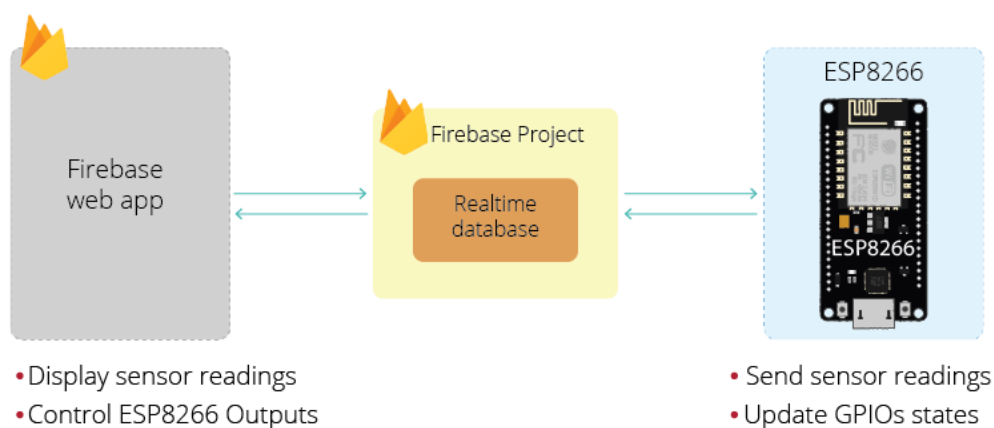 ESP8266
Firebase Project
Firebase
web app
Realtime
database
ESP8266
• Display sensor readings
• Control ESP8266 Outputs
• Send sensor readings
• Update GPIOs states